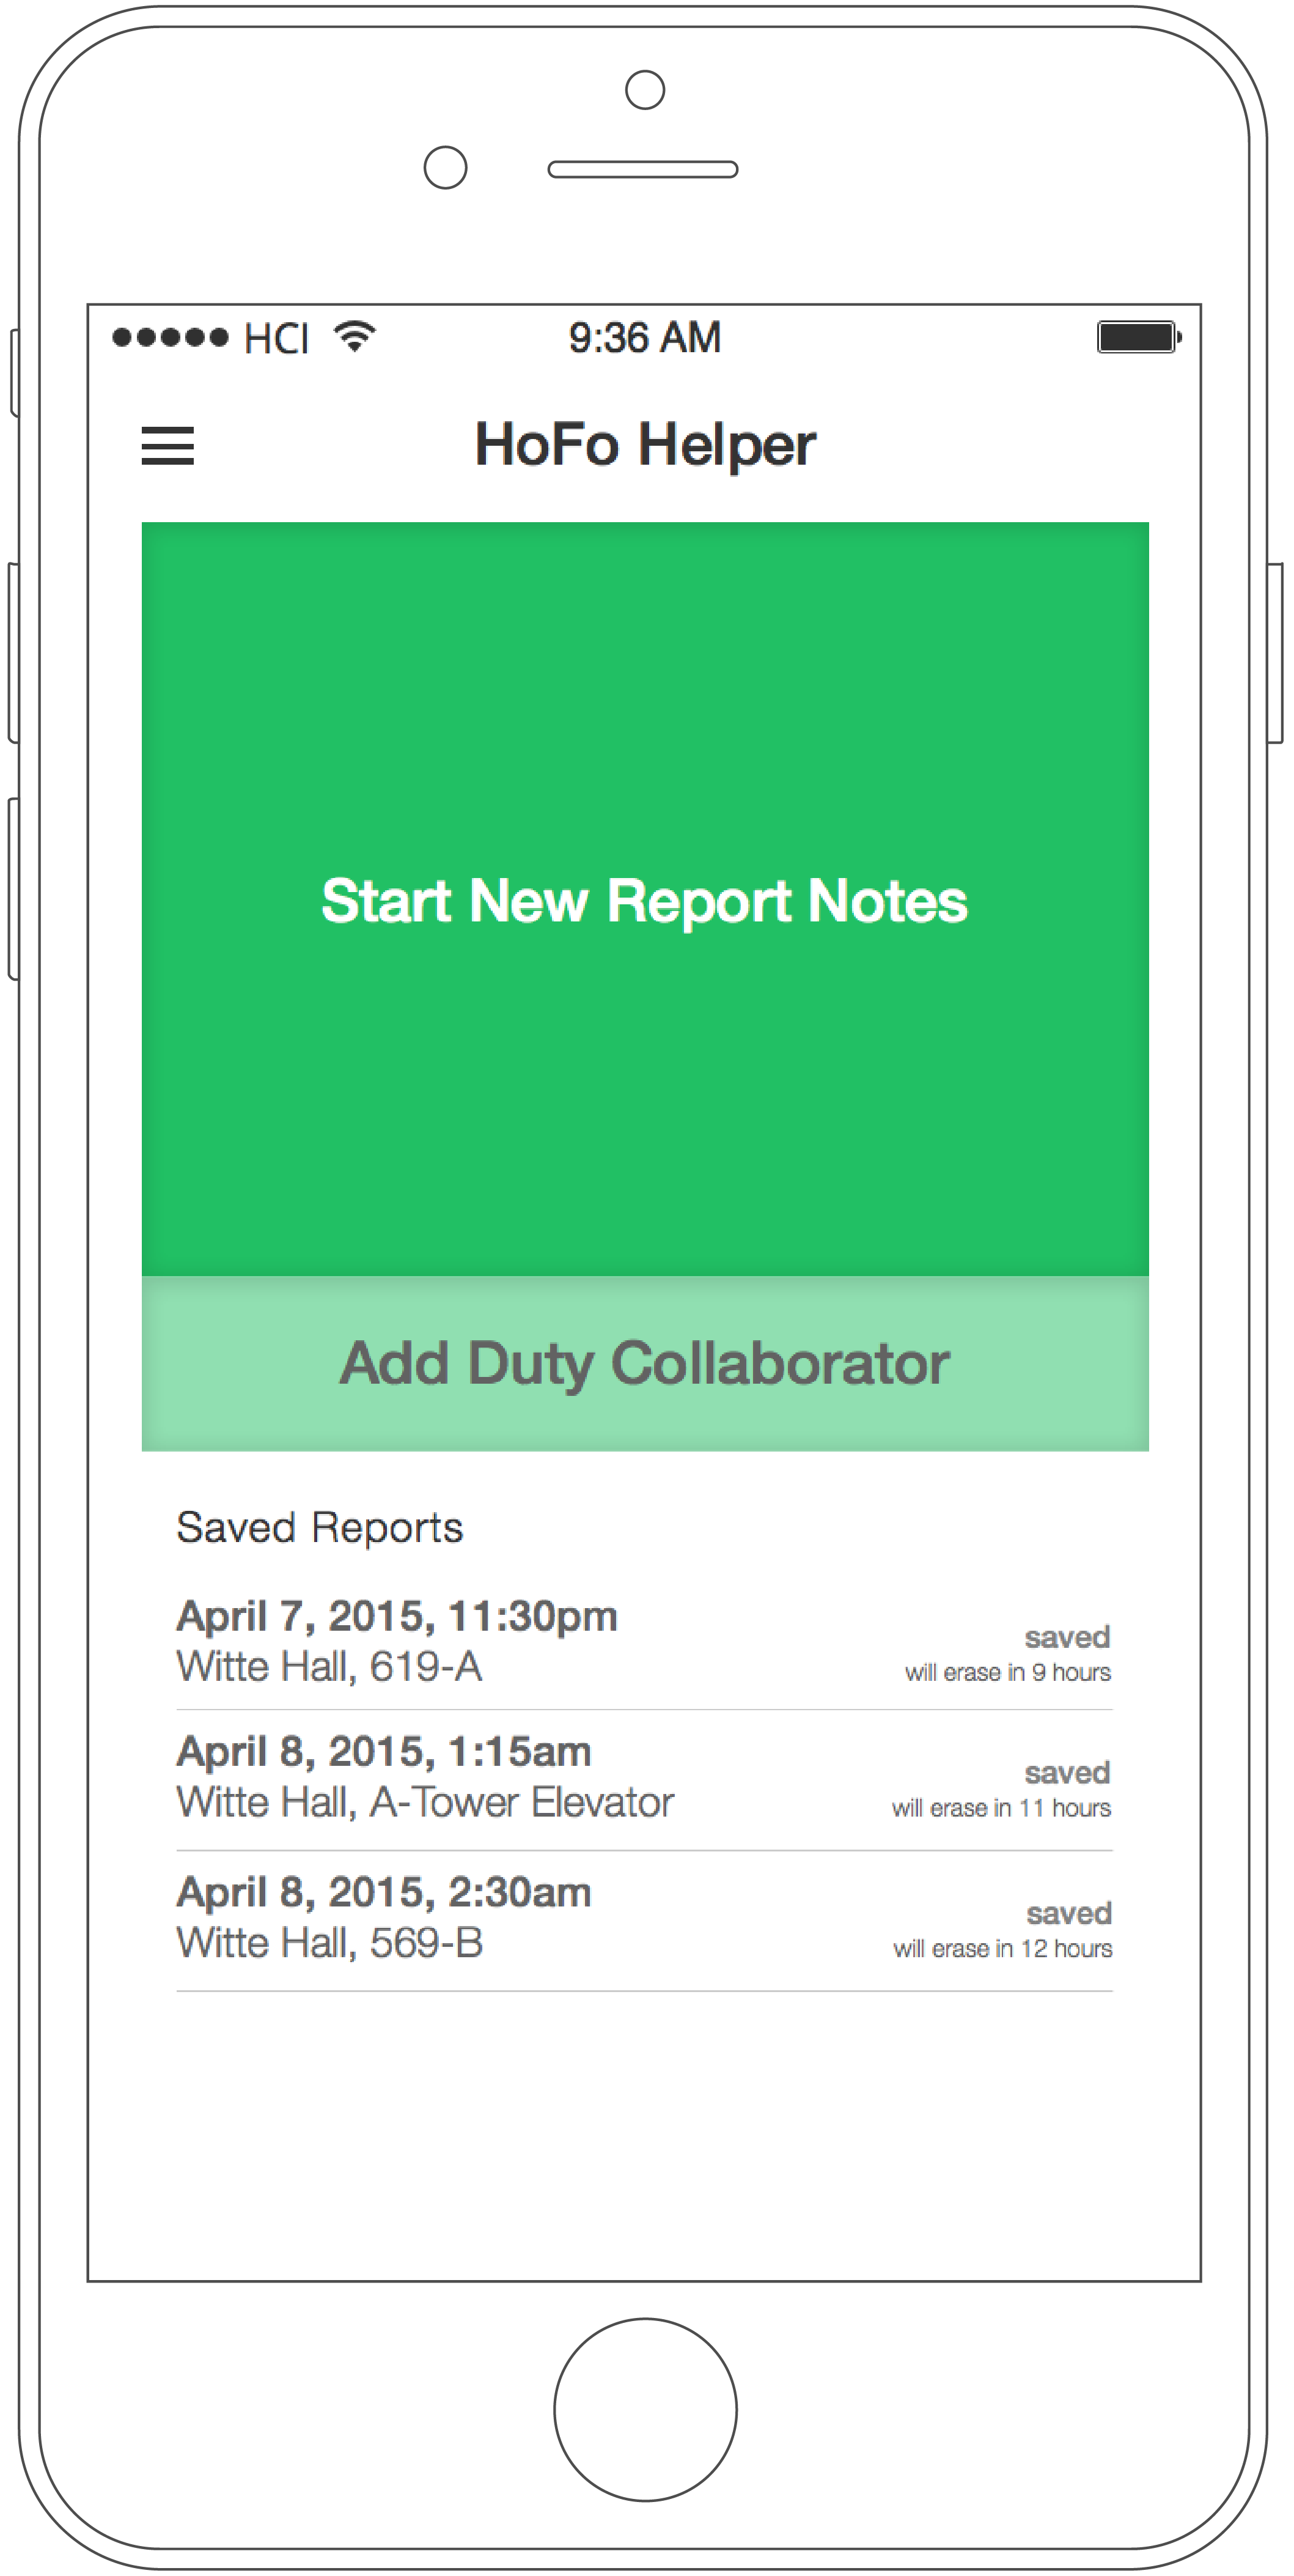 HCI 9:36 AM
HoFo Helper
Start New Report Notes
Add Duty Collaborator
Saved Reports
April 7, 2015, 11:30pm
Witte Hall, 619-A
saved
will erase in 9 hours
April 8, 2015, 1:15am
Witte Hall, A-Tower Elevator
saved
will erase in 11 hours
April 8, 2015, 2:30am
Witte Hall, 569-B
saved
will erase in 12 hours